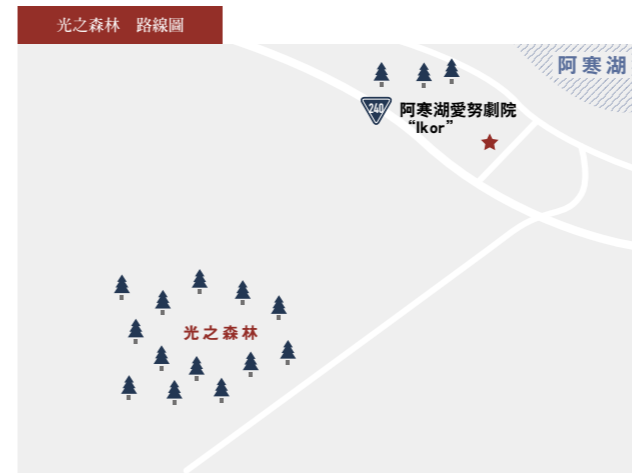 光之森林　路線圖
阿寒湖
240
阿寒湖愛努劇院
“Ikor”
光之森林